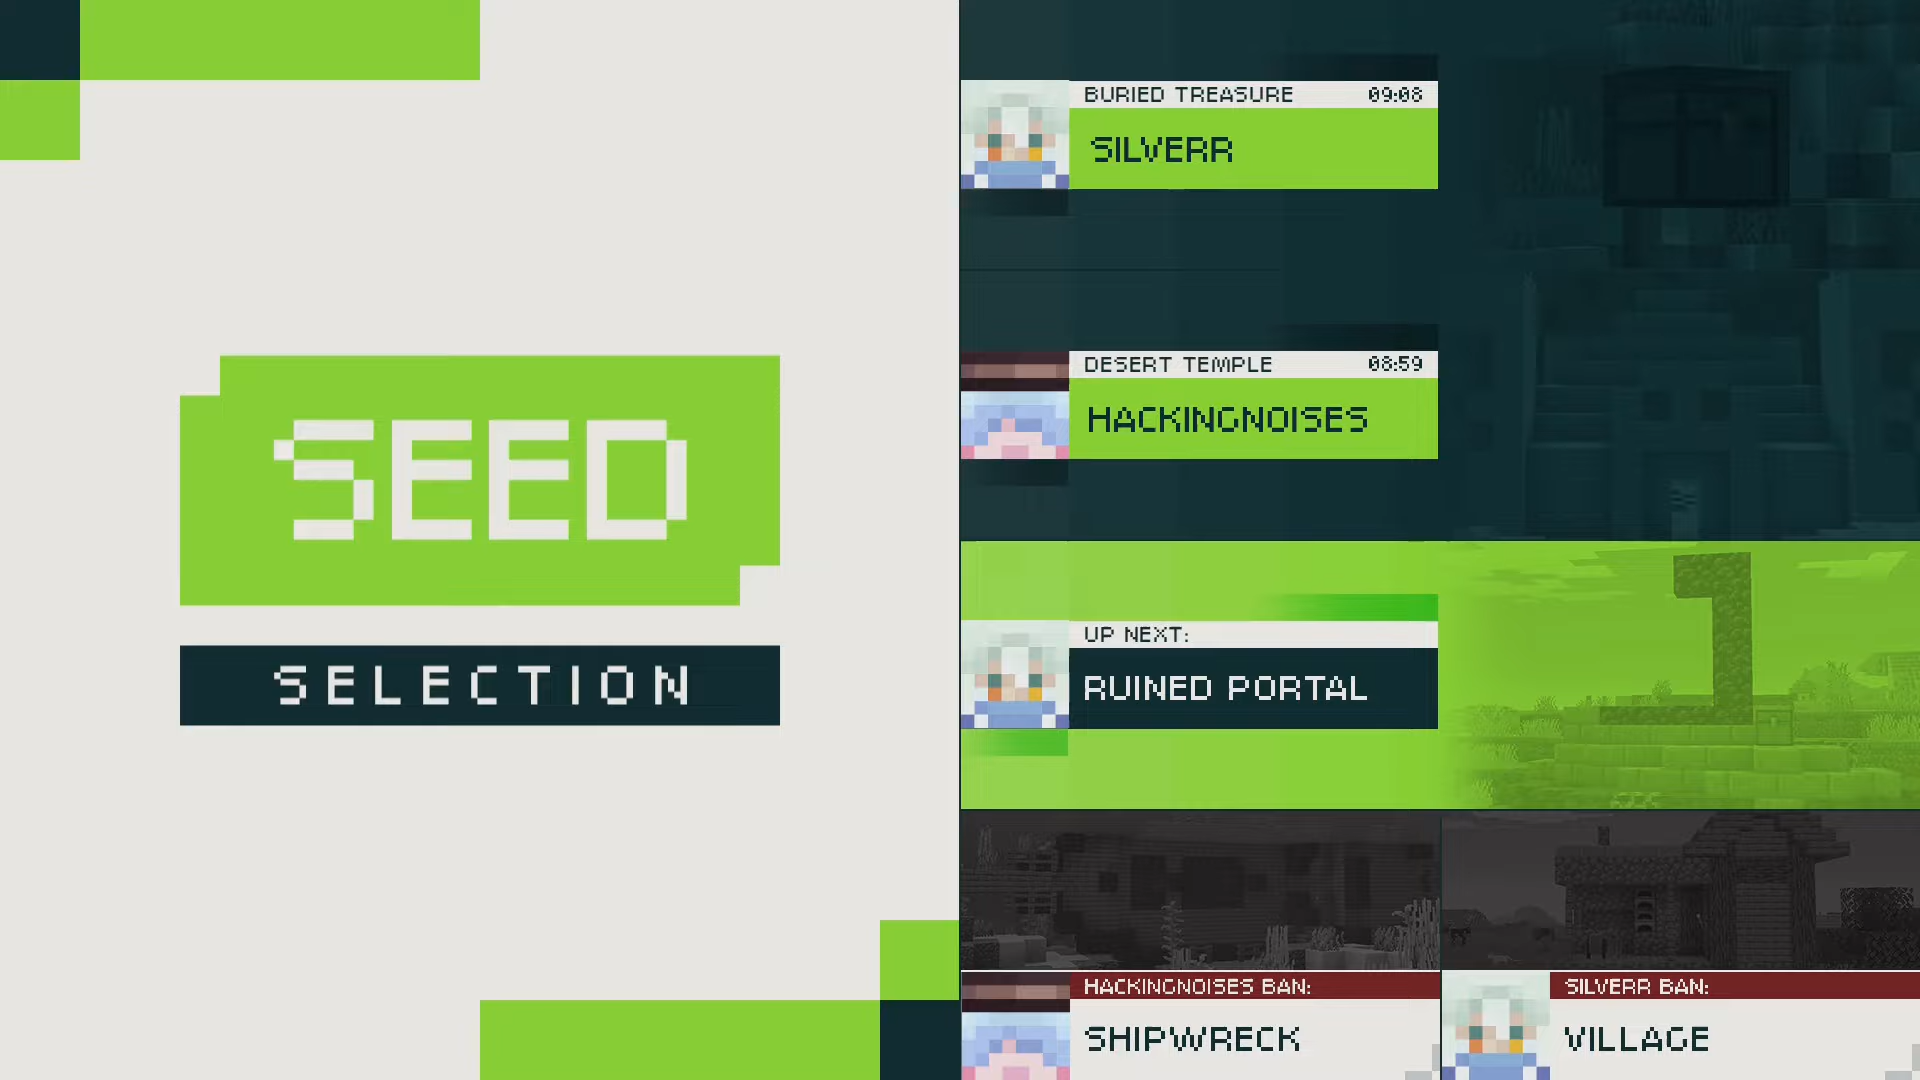 SEED
SELECTION
BURIED TREASURE 09:08
SILVERR
DESERT TEMPLE 08:59
HACKINGNOISES
UP NEXT:
RUINED PORTAL
HACKINGNOISES BAN:
SHIPWRECK
SILVERR BAN:
VILLAGE